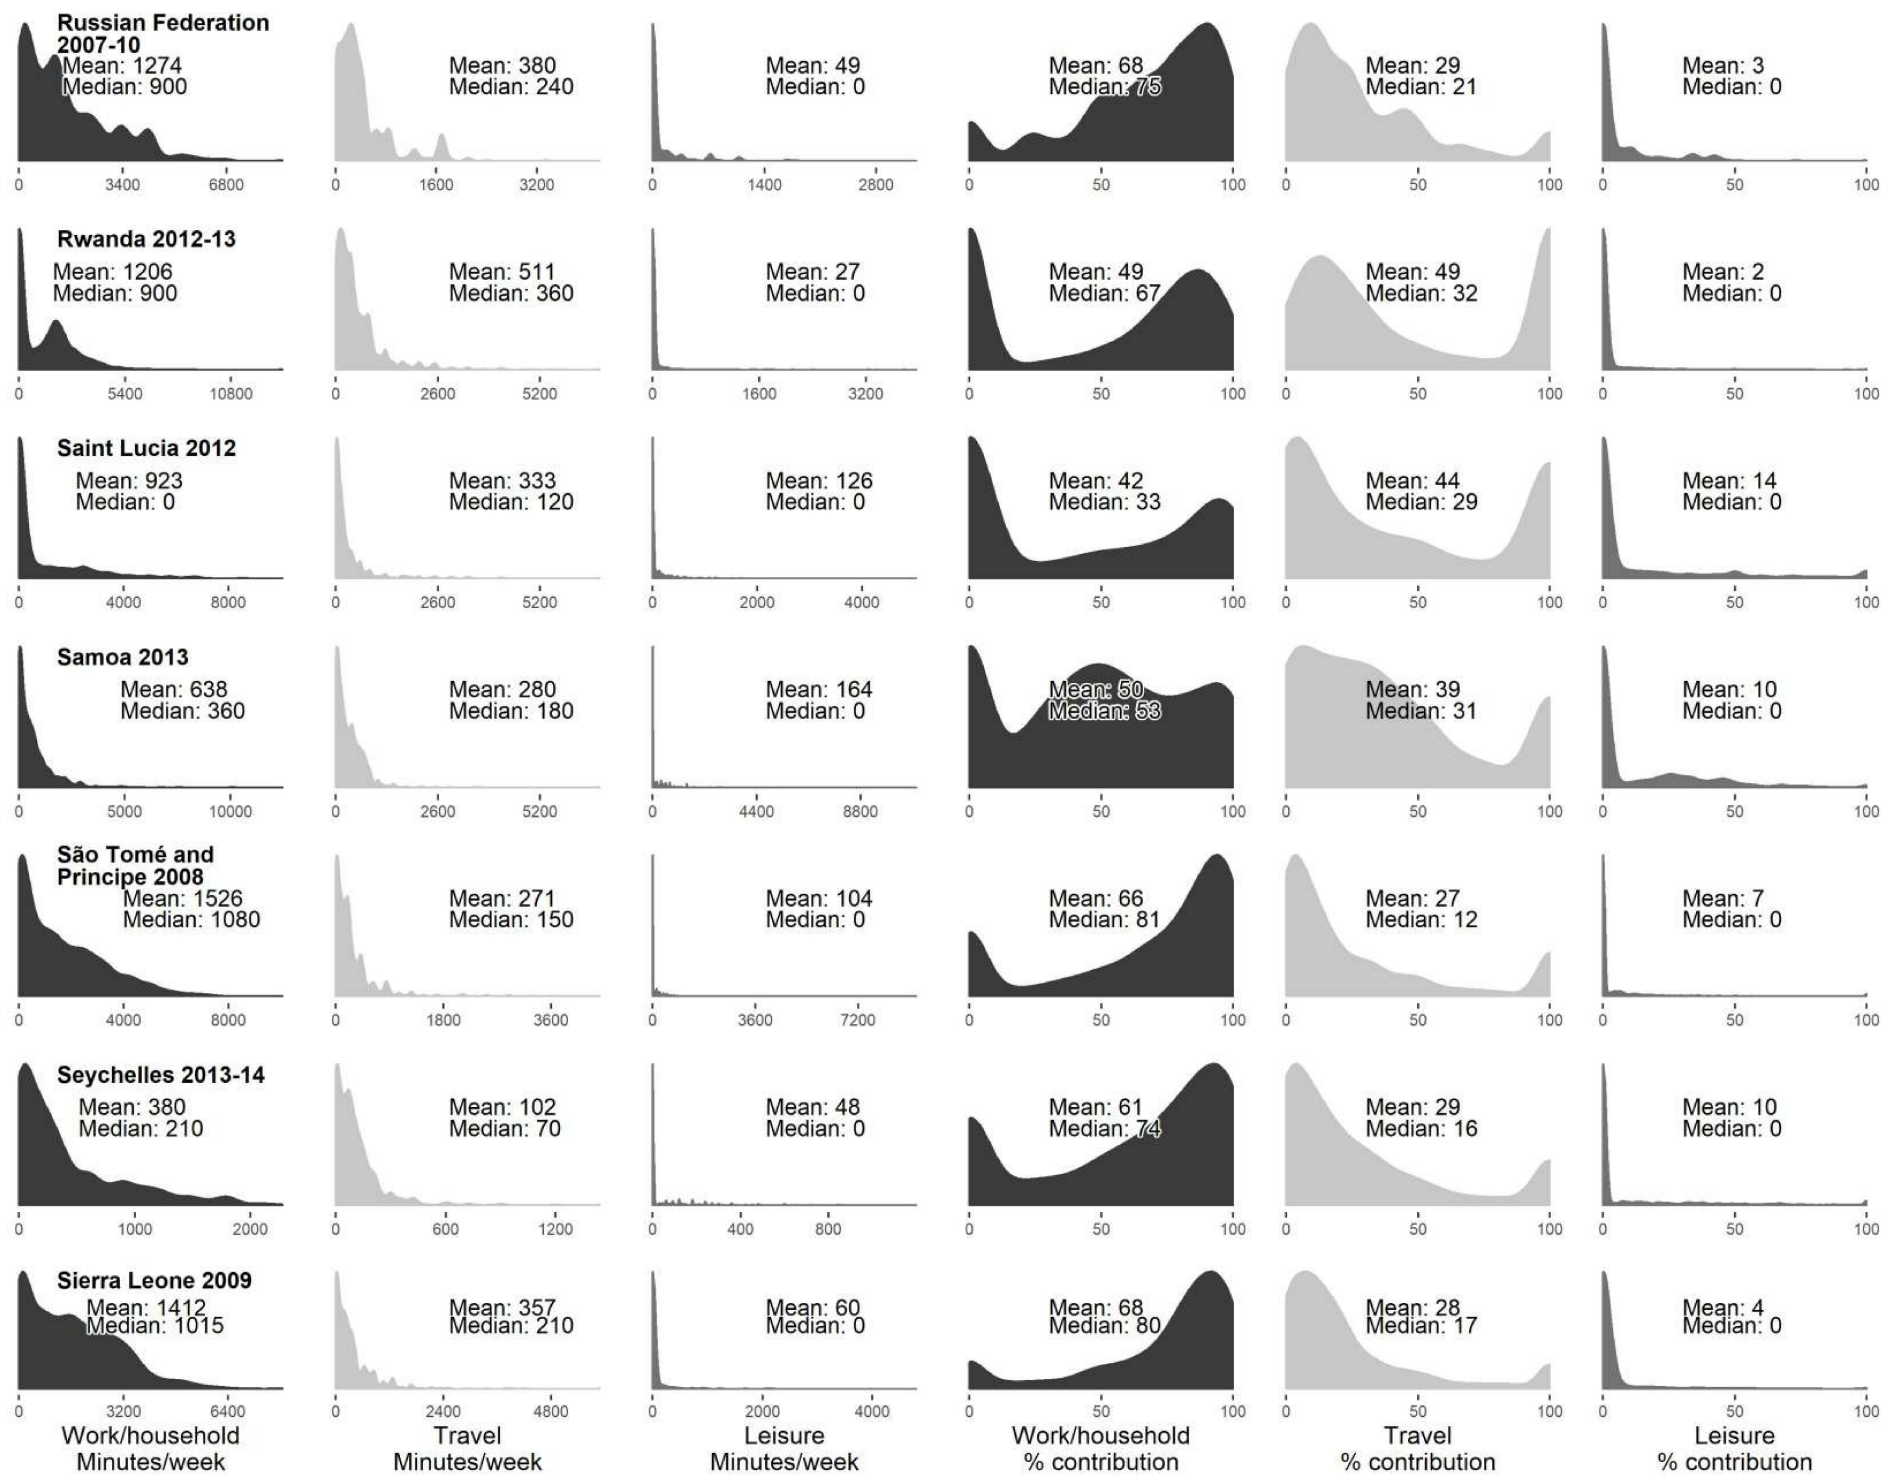 Russian Federation
2007-10
Mean: 1274
Median: 900
Mean: 380
Median: 240
Mean: 49
Median: 0
Mean: 68
Median: 75
Mean: 29
Median: 21
Mean: 3
Median: 0
0 3400 6800
0 1600 3200
0 1400 2800
0 50 100
0 50 100
0 50 100
Rwanda 2012-13
Mean: 1206
Median: 900
Mean: 511
Median: 360
Mean: 27
Median: 0
Mean: 49
Median: 67
Mean: 49
Median: 32
Mean: 2
Median: 0
0 5400 10800
0 2600 5200
0 1600 3200
0 50 100
0 50 100
0 50 100
Saint Lucia 2012
Mean: 923
Median: 0
Mean: 333
Median: 120
Mean: 126
Median: 0
Mean: 42
Median: 33
Mean: 44
Median: 29
Mean: 14
Median: 0
0 4000 8000
0 2600 5200
0 2000 4000
0 50 100
0 50 100
0 50 100
Samoa 2013
Mean: 638
Median: 360
Mean: 280
Median: 180
Mean: 164
Median: 0
Mean: 50
Median: 53
Mean: 39
Median: 31
Mean: 10
Median: 0
0 5000 10000
0 2600 5200
0 4400 8800
0 50 100
0 50 100
0 50 100
São Tomé and
Principe 2008
Mean: 1526
Median: 1080
Mean: 271
Median: 150
Mean: 104
Median: 0
Mean: 66
Median: 81
Mean: 27
Median: 12
Mean: 7
Median: 0
0 4000 8000
0 1800 3600
0 3600 7200
0 50 100
0 50 100
0 50 100
Seychelles 2013-14
Mean: 380
Median: 210
Mean: 102
Median: 70
Mean: 48
Median: 0
Mean: 61
Median: 74
Mean: 29
Median: 16
Mean: 10
Median: 0
0 1000 2000
0 600 1200
0 400 800
0 50 100
0 50 100
0 50 100
Sierra Leone 2009
Mean: 1412
Median: 1015
Mean: 357
Median: 210
Mean: 60
Median: 0
Mean: 68
Median: 80
Mean: 28
Median: 17
Mean: 4
Median: 0
0 3200 6400
0 2400 4800
0 2000 4000
0 50 100
0 50 100
0 50 100
Work/household
Minutes/week
Travel
Minutes/week
Leisure
Minutes/week
Work/household
% contribution
Travel
% contribution
Leisure
% contribution